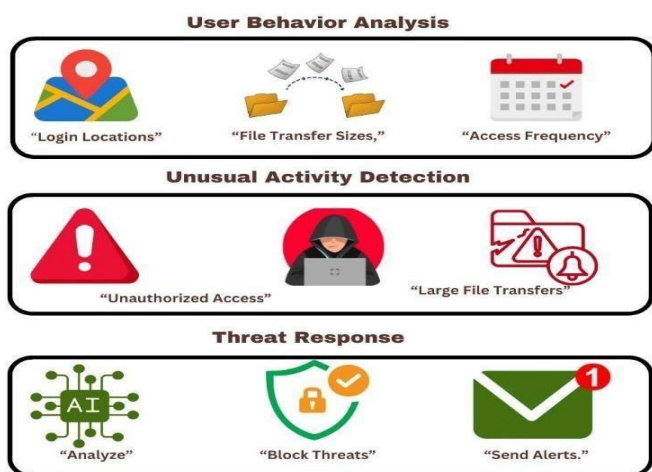 User Behavior Analysis
“Login Locations” “File Transfer Sizes,” “Access Frequency”
Unusual Activity Detection
“Unauthorized Access” “Large File Transfers”
Threat Response
AI 1
“Analyze” “Block Threats” “Send Alerts.”